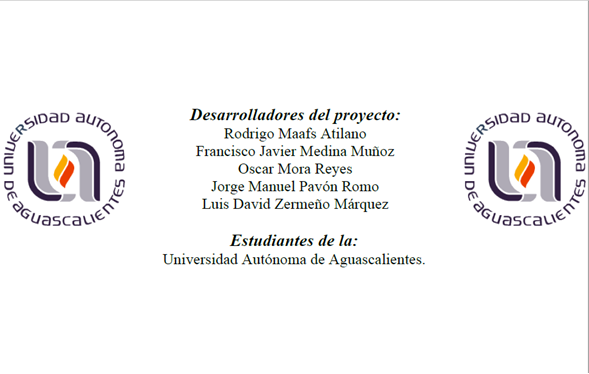 UNIVERSIDAD AUTONOMA
DE AGUASCALIENTES
Desarrolladores del proyecto:
Rodrigo Maafs Atilano
Francisco Javier Medina Muñoz
Oscar Mora Reyes
Jorge Manuel Pavón Romo
Luis David Zermeño Márquez
Estudiantes de la:
Universidad Autónoma de Aguascalientes.
UNIVERSIDAD AUTONOMA
DE AGUASCALIENTES